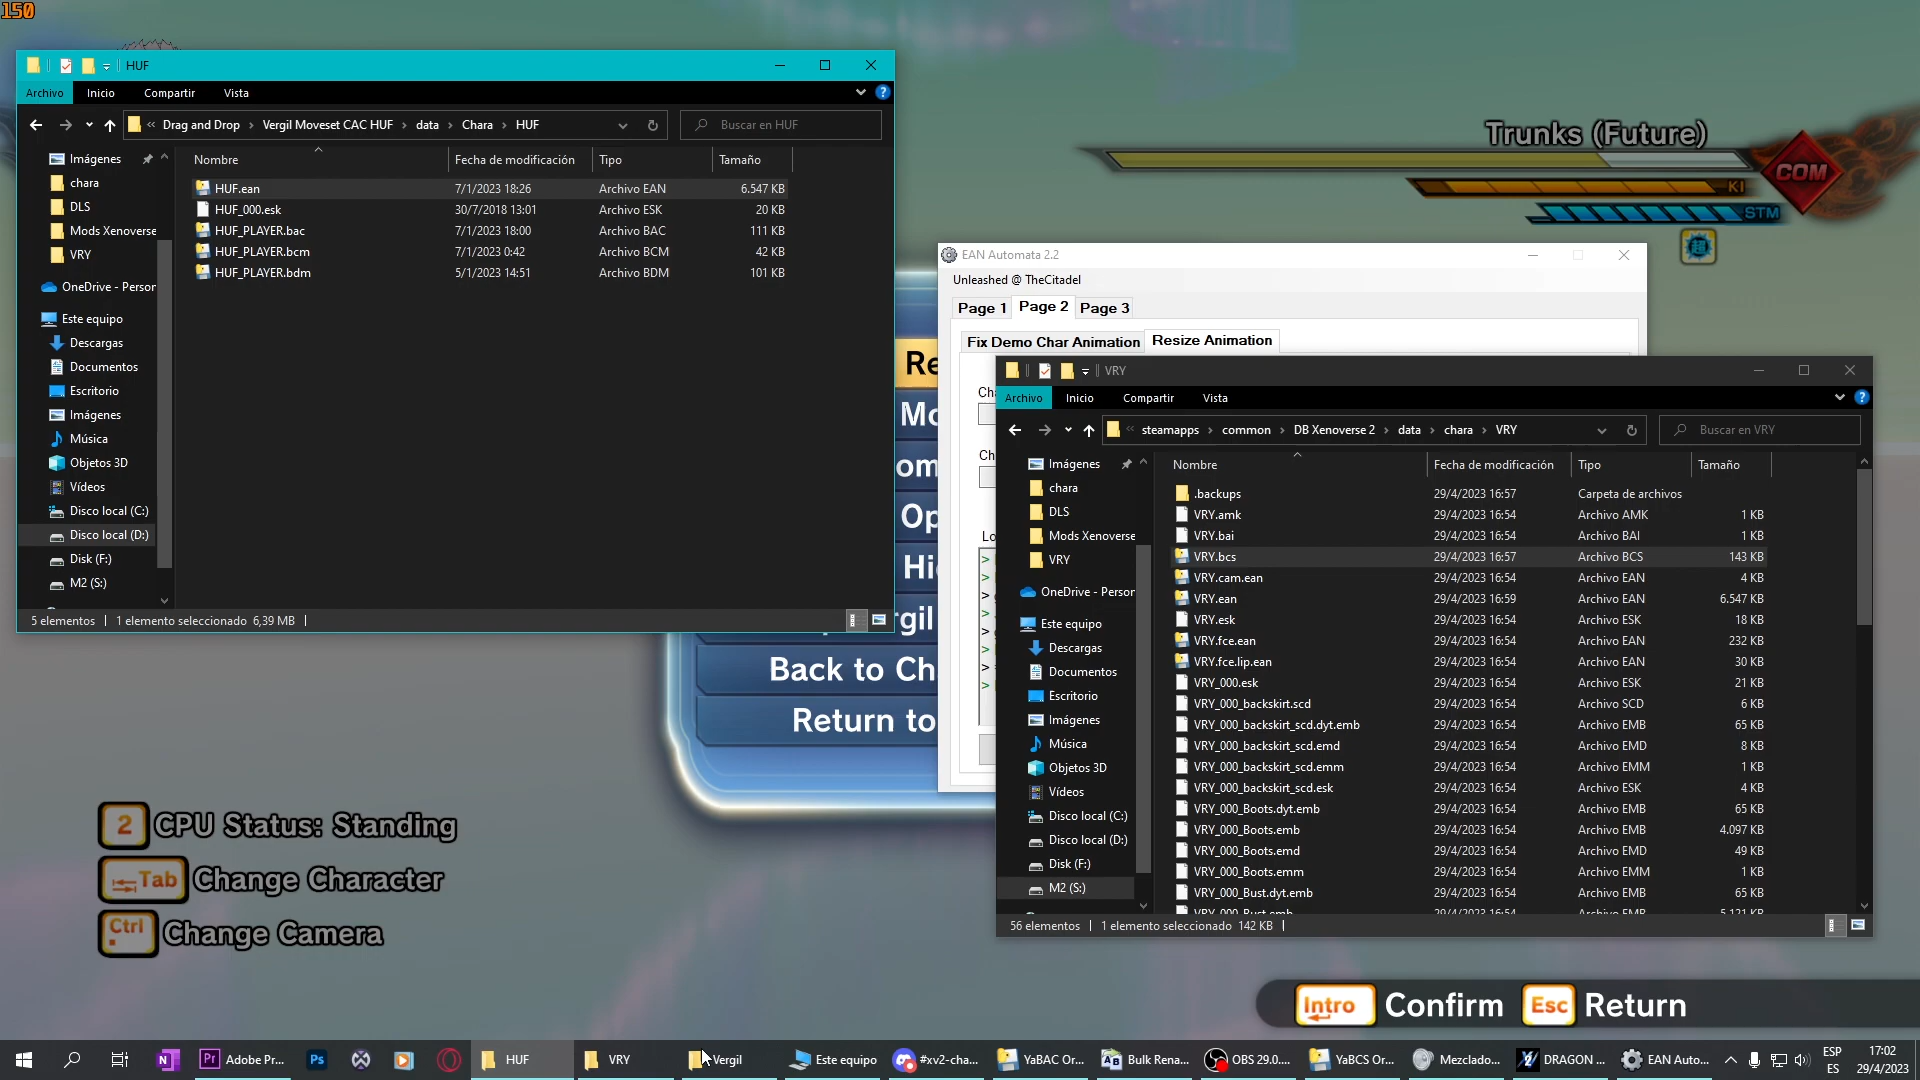 150
HUF
Archivo Inicio Compartir Vista
« Drag and Drop › Vergil Moveset CAC HUF › data › Chara › HUF
Buscar en HUF
Imágenes
chara
DLS
Mods Xenoverse
VRY
OneDrive - Person
Este equipo
Descargas
Documentos
Escritorio
Imágenes
Música
Objetos 3D
Vídeos
Disco local (C:)
Disco local (D:)
Disk (F:)
M2 (S:)
Nombre Fecha de modificación Tipo Tamaño
HUF.ean 7/1/2023 18:26 Archivo EAN 6.547 KB
HUF_000.esk 30/7/2018 13:01 Archivo ESK 20 KB
HUF_PLAYER.bac 7/1/2023 18:00 Archivo BAC 111 KB
HUF_PLAYER.bcm 7/1/2023 0:42 Archivo BCM 42 KB
HUF_PLAYER.bdm 5/1/2023 14:51 Archivo BDM 101 KB
5 elementos 1 elemento seleccionado 6,39 MB
Trunks (Future)
COM
KI
STM
超
EAN Automata 2.2
Unleashed @ TheCitadel
Page 1 Page 2 Page 3
Fix Demo Char Animation Resize Animation
VRY
Archivo Inicio Compartir Vista
« steamapps › common › DB Xenoverse 2 › data › chara › VRY
Buscar en VRY
Imágenes
chara
DLS
Mods Xenoverse
VRY
OneDrive - Person
Este equipo
Descargas
Documentos
Escritorio
Imágenes
Música
Objetos 3D
Vídeos
Disco local (C:)
Disco local (D:)
Disk (F:)
M2 (S:)
Nombre Fecha de modificación Tipo Tamaño
.backups 29/4/2023 16:57 Carpeta de archivos
VRY.amk 29/4/2023 16:54 Archivo AMK 1 KB
VRY.bai 29/4/2023 16:54 Archivo BAI 1 KB
VRY.bcs 29/4/2023 16:57 Archivo BCS 143 KB
VRY.cam.ean 29/4/2023 16:54 Archivo EAN 4 KB
VRY.ean 29/4/2023 16:59 Archivo EAN 6.547 KB
VRY.esk 29/4/2023 16:54 Archivo ESK 18 KB
VRY.fce.ean 29/4/2023 16:54 Archivo EAN 232 KB
VRY.fce.lip.ean 29/4/2023 16:54 Archivo EAN 30 KB
VRY_000.esk 29/4/2023 16:54 Archivo ESK 21 KB
VRY_000_backskirt.scd 29/4/2023 16:54 Archivo SCD 6 KB
VRY_000_backskirt_scd.dyt.emb 29/4/2023 16:54 Archivo EMB 65 KB
VRY_000_backskirt_scd.emd 29/4/2023 16:54 Archivo EMD 8 KB
VRY_000_backskirt_scd.emm 29/4/2023 16:54 Archivo EMM 1 KB
VRY_000_backskirt_scd.esk 29/4/2023 16:54 Archivo ESK 4 KB
VRY_000_Boots.dyt.emb 29/4/2023 16:54 Archivo EMB 65 KB
VRY_000_Boots.emb 29/4/2023 16:54 Archivo EMB 4.097 KB
VRY_000_Boots.emd 29/4/2023 16:54 Archivo EMD 49 KB
VRY_000_Boots.emm 29/4/2023 16:54 Archivo EMM 1 KB
VRY_000_Bust.dyt.emb 29/4/2023 16:54 Archivo EMB 65 KB
VRY_000_Bust.emb 29/4/2023 16:54 Archivo EMB 5.121 KB
56 elementos 1 elemento seleccionado 142 KB
Re
Mo
om
Op
Hi
rgil
Back to Ch
Return to
2 CPU Status: Standing
Tab Change Character
Ctrl Change Camera
Intro Confirm Esc Return
Adobe Pr...
HUF
VRY
Vergil
Este equipo
#xv2-cha...
YaBAC Or...
Bulk Rena...
OBS 29.0....
YaBCS Or...
Mezclado...
DRAGON ...
EAN Auto...
ESP
ES
17:02
29/4/2023